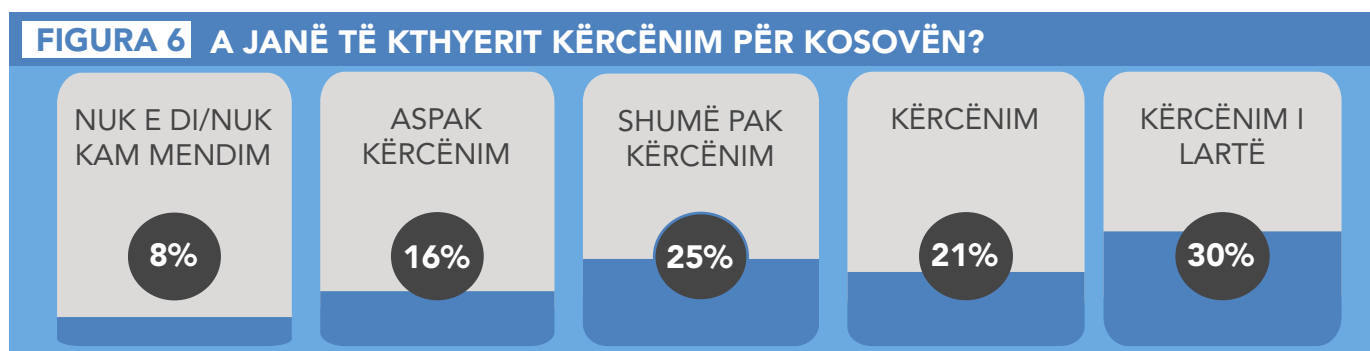 FIGURA 6 A JANË TË KTHYERIT KËRCËNIM PËR KOSOVËN?
NUK E DI/NUK
KAM MENDIM
8%
ASPAK
KËRCËNIM
16%
SHUMË PAK
KËRCËNIM
25%
KËRCËNIM
21%
KËRCËNIM I
LARTË
30%